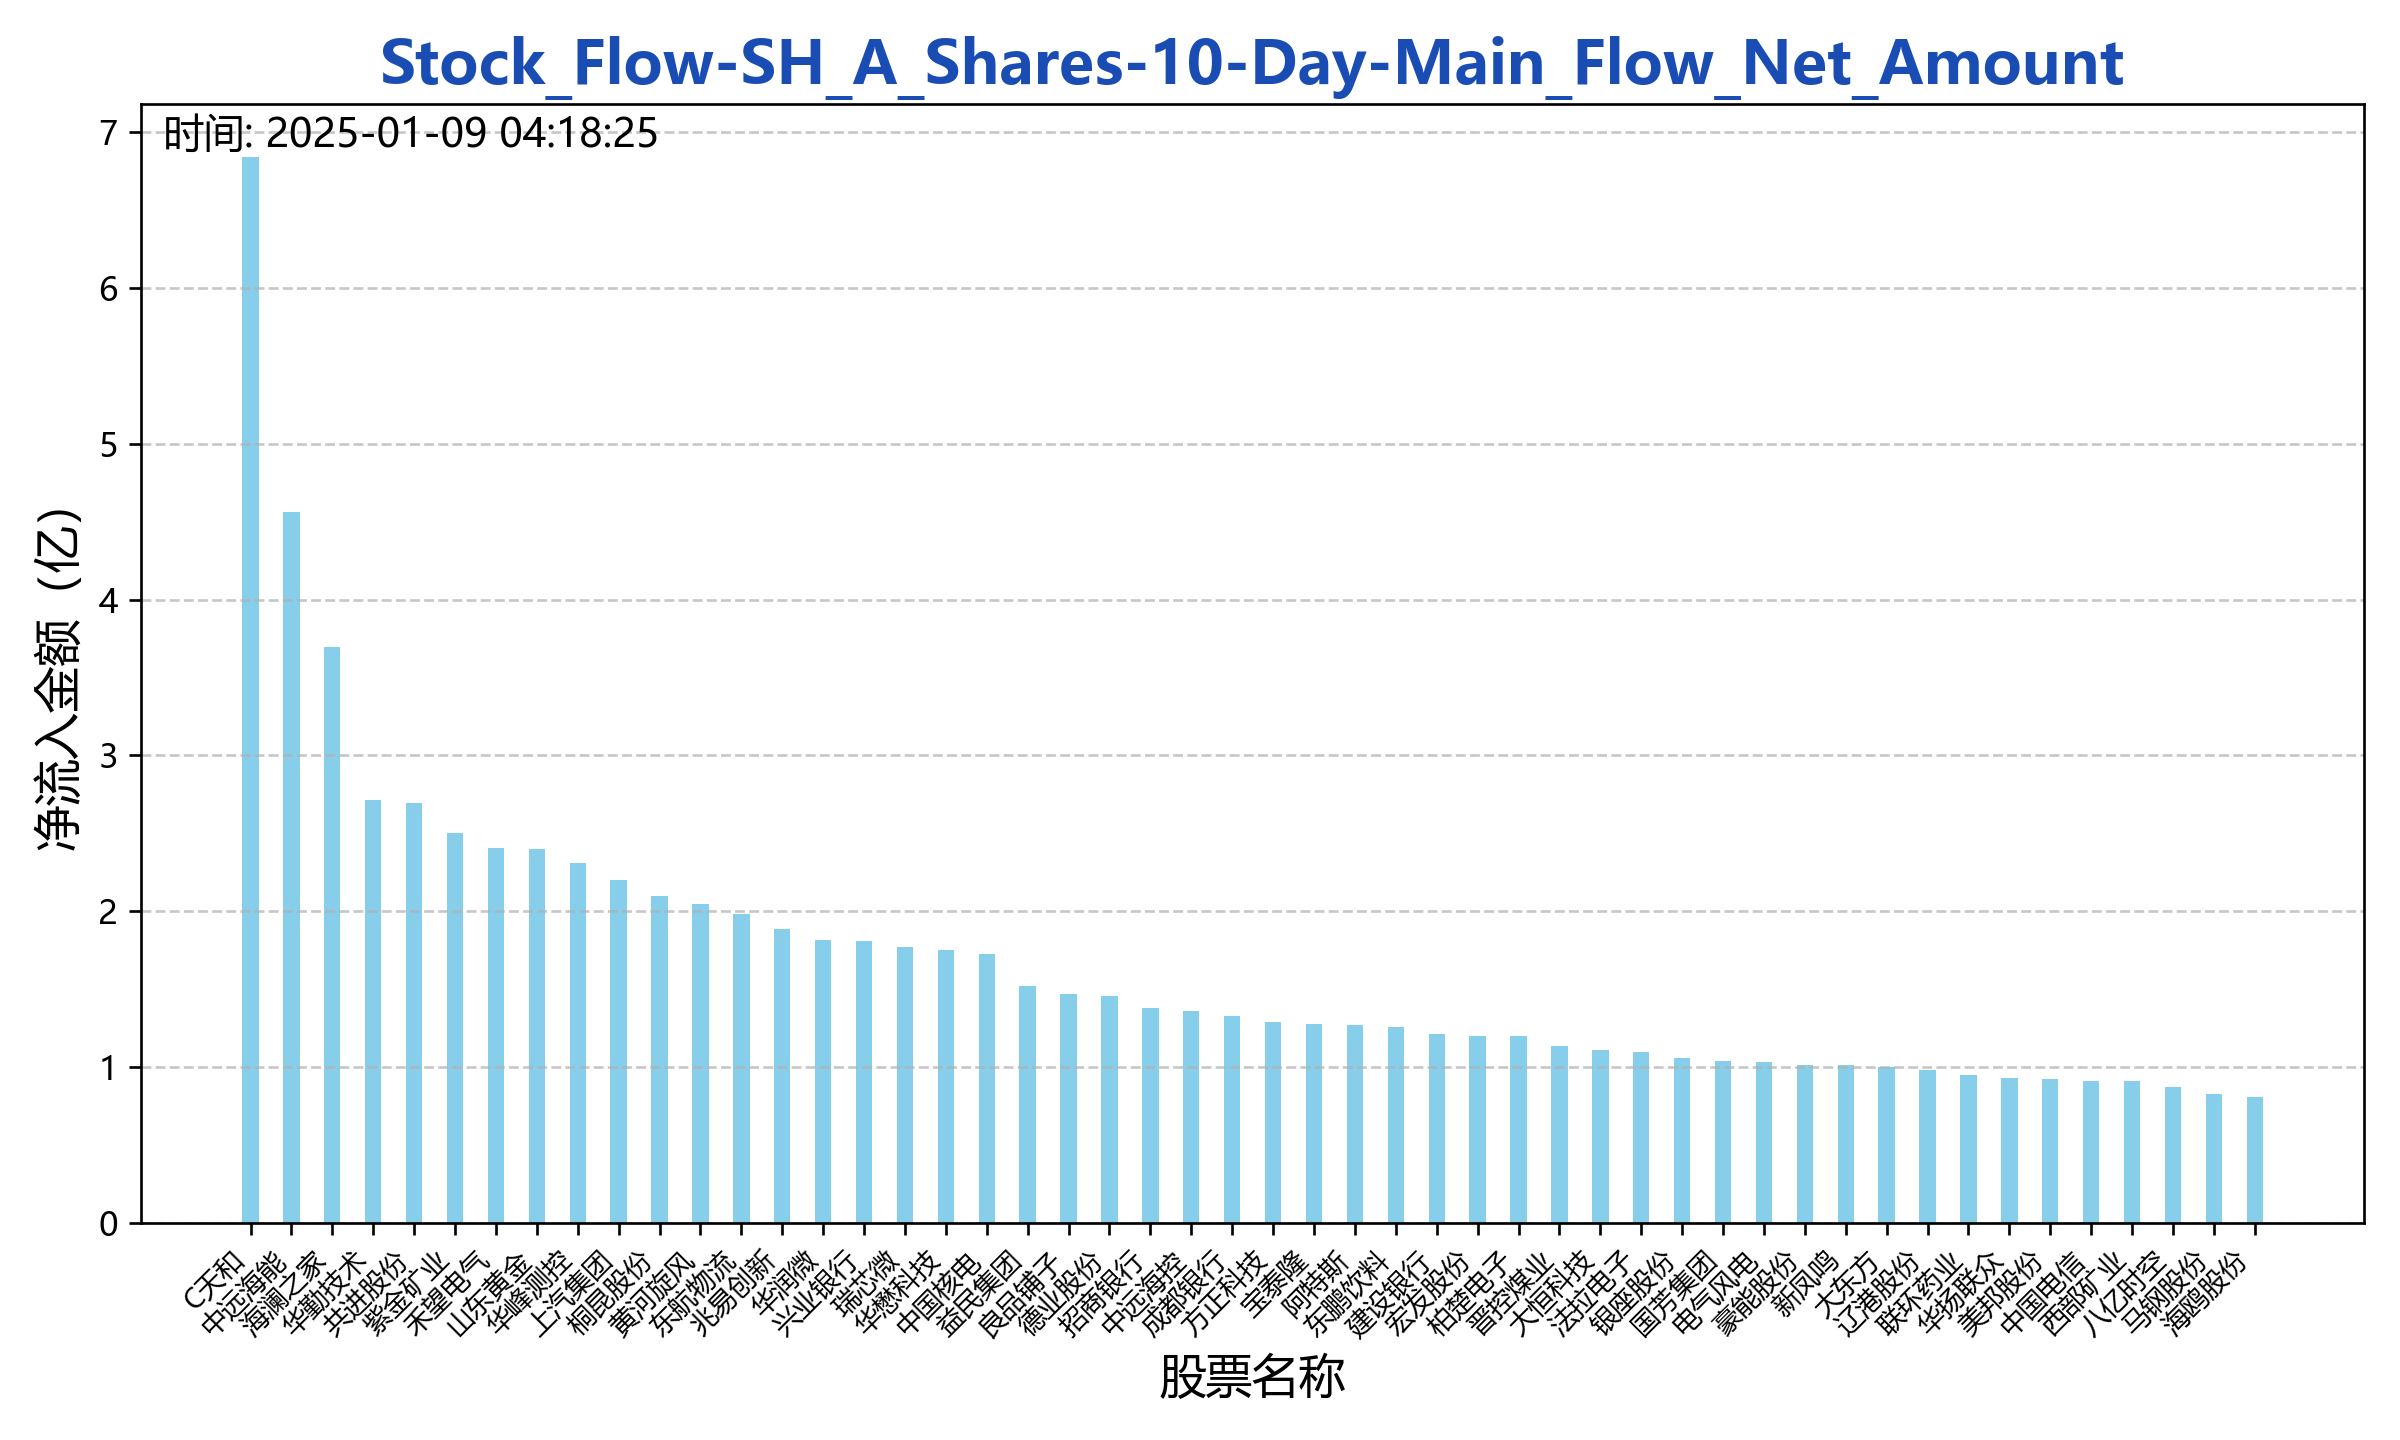 Stock_Flow-SH_A_Shares-10-Day-Main_Flow_Net_Amount
时间: 2025-01-09 04:18:25
净流入金额 (亿)
7
6
5
4
3
2
1
0
C天和
中远海能
海澜之家
华勤技术
共进股份
紫金矿业
禾望电气
山东黄金
华峰测控
上汽集团
桐昆股份
黄河旋风
东航物流
兆易创新
华润微
兴业银行
瑞芯微
华懋科技
中国核电
益民集团
良品铺子
德业股份
招商银行
中远海控
成都银行
方正科技
宝泰隆
阿特斯
东鹏饮料
建设银行
宏发股份
柏楚电子
晋控煤业
大恒科技
法拉电子
银座股份
国芳集团
电气风电
豪能股份
新凤鸣
大东方
辽港股份
联环药业
华扬联众
美邦股份
中国电信
西部矿业
八亿时空
马钢股份
海鸥股份
股票名称